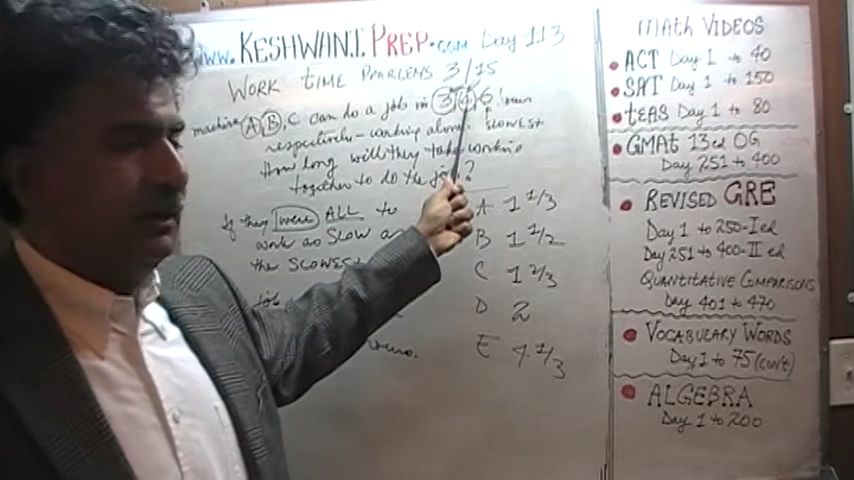 www.KESHWANIPREP.com Day 113
WORK TIME PROBLEMS 3/15
machine A, B, C can do a job in 3, 4, 6 hours
respectively - working alone. SLOWEST
How long will they take working
together to do the job?
If they were ALL to
work as SLOW as
the SLOWEST
job
A 1 1/3
B 1 1/2
C 1 2/3
D 2
E 4 1/3
Math VIDEOS
ACT Day 1 to 40
SAT Day 1 to 150
tEAS Day 1 to 80
GMAt 13 ed OG
Day 251 to 400
REVISED GRE
Day 1 to 250-I ed
Day 251 to 400-II ed
QUANTITATIVE COMPARISONS
Day 401 to 470
VOCABULARY WORDS
Day 1 to 75 (con't)
ALGEBRA
Day 1 to 200